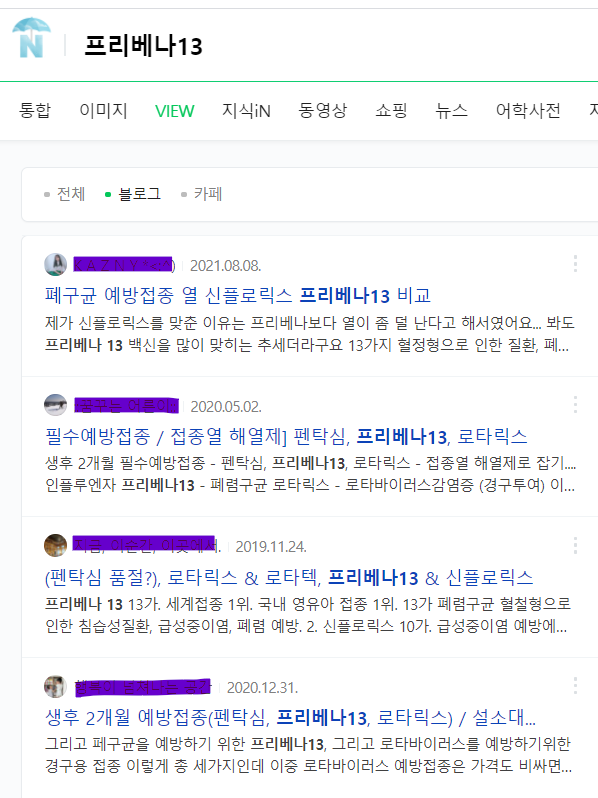 N 프리베나13
통합 이미지 VIEW 지식iN 동영상 쇼핑 뉴스 어학사전
전체 블로그 카페
2021.08.08.
폐구균 예방접종 열 신플로릭스 프리베나13 비교
제가 신플로릭스를 맞춘 이유는 프리베나보다 열이 좀 덜 난다고 해서였어요... 봐도
프리베나 13 백신을 많이 맞히는 추세더라구요 13가지 혈정형으로 인한 질환, 폐...
2020.05.02.
필수예방접종 / 접종열 해열제] 펜탁심, 프리베나13, 로타릭스
생후 2개월 필수예방접종 - 펜탁심, 프리베나13, 로타릭스 - 접종열 해열제로 잡기....
인플루엔자 프리베나13 - 폐렴구균 로타릭스 - 로타바이러스감염증 (경구투여) 이...
2019.11.24.
(펜탁심 품절?), 로타릭스 & 로타텍, 프리베나13 & 신플로릭스
프리베나 13 13가. 세계접종 1위. 국내 영유아 접종 1위. 13가 폐렴구균 혈철형으로
인한 침습성질환, 급성중이염, 폐렴 예방. 2. 신플로릭스 10가. 급성중이염 예방에...
2020.12.31.
생후 2개월 예방접종(펜탁심, 프리베나13, 로타릭스) / 설소대...
그리고 페구균을 예방하기 위한 프리베나13, 그리고 로타바이러스를 예방하기위한
경구용 접종 이렇게 총 세가지인데 이중 로타바이러스 예방접종은 가격도 비싸면...